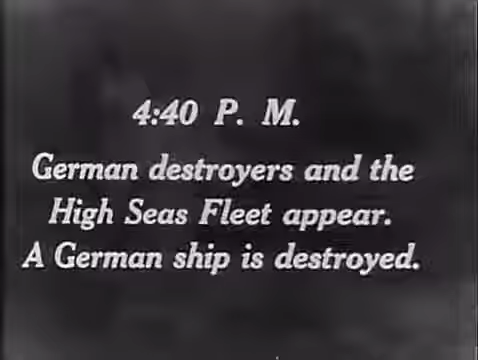 4:40 P. M.
German destroyers and the
High Seas Fleet appear.
A German ship is destroyed.